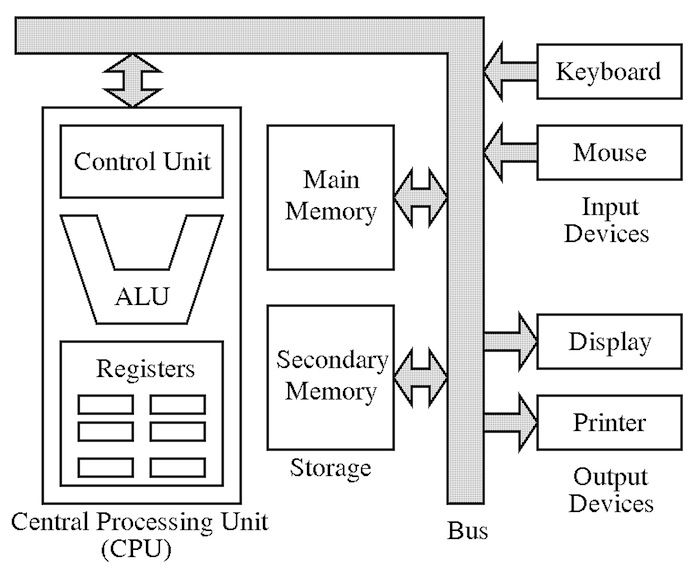 Control Unit
ALU
Registers
Central Processing Unit
(CPU)
Main
Memory
Secondary
Memory
Storage
Bus
Keyboard
Mouse
Input
Devices
Display
Printer
Output
Devices